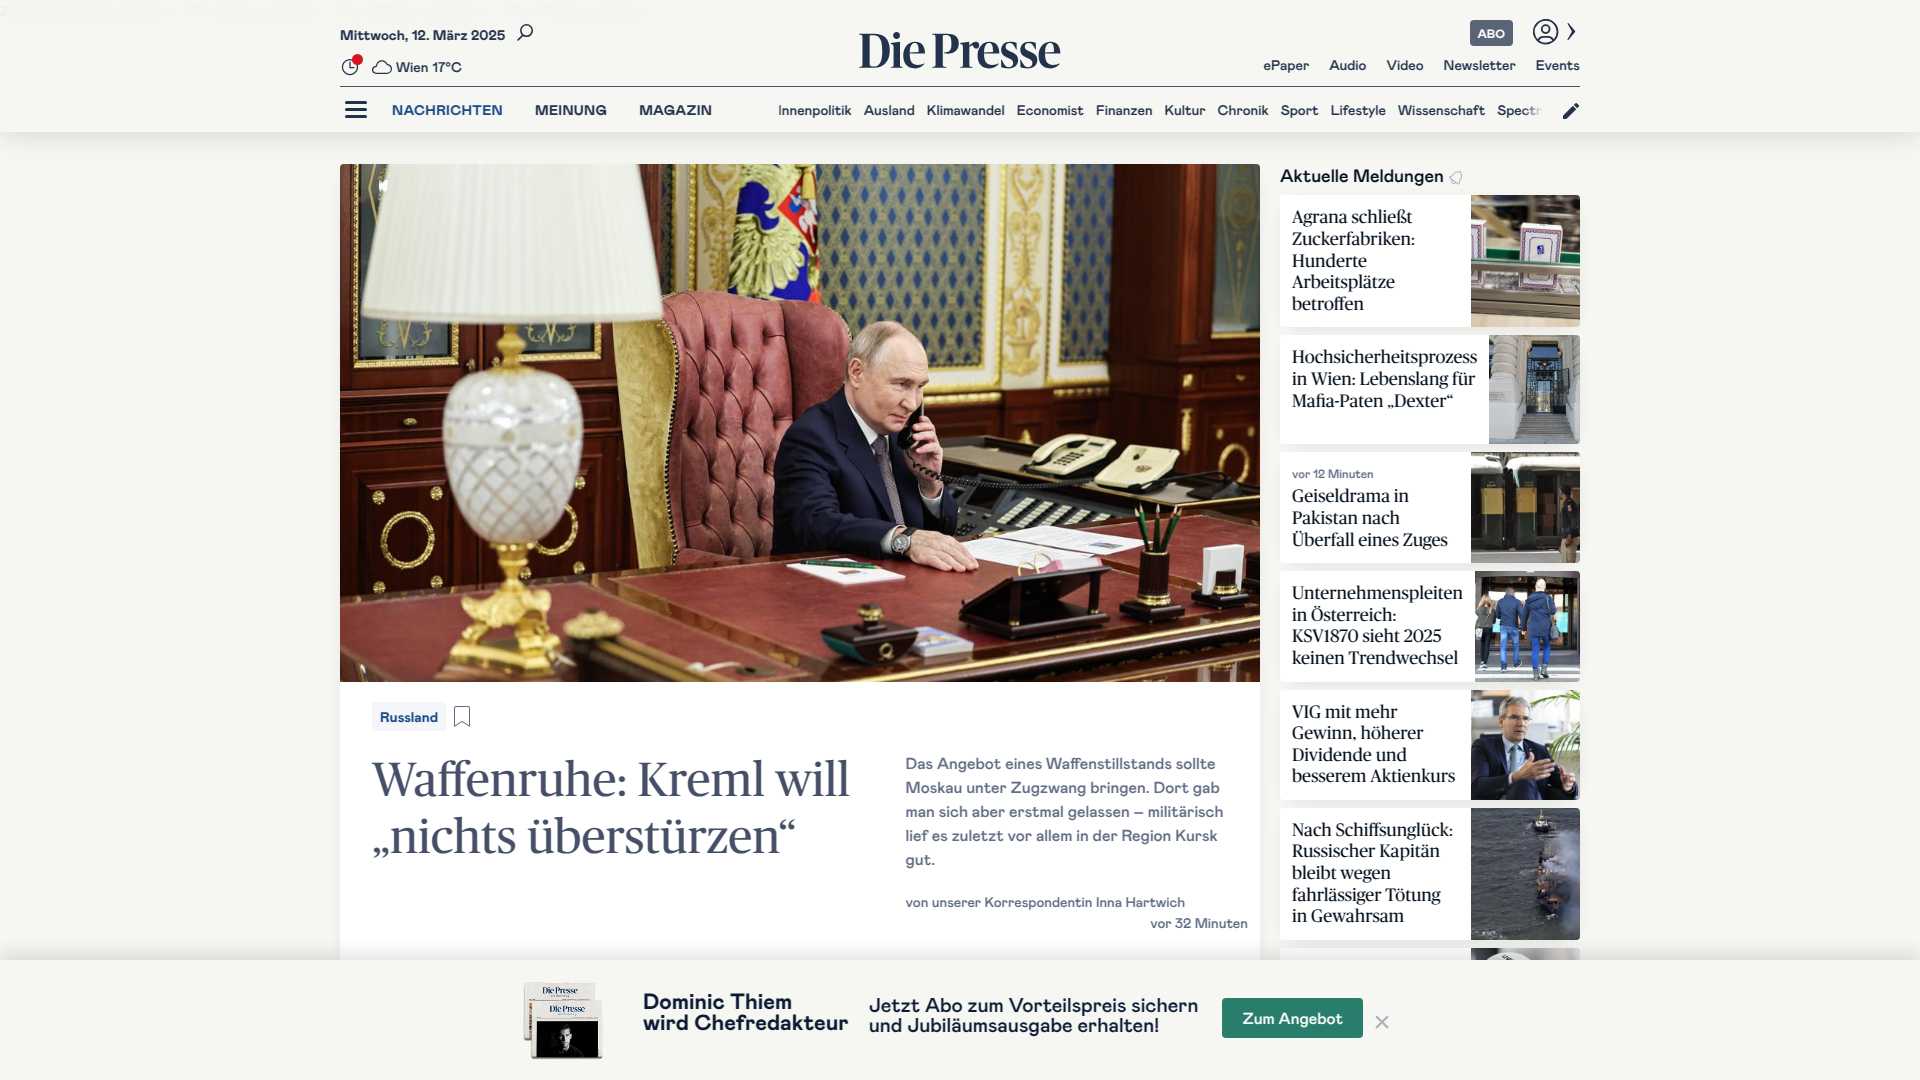 Mittwoch, 12. März 2025
Wien 17°C
Die Presse
ABO
ePaper Audio Video Newsletter Events
NACHRICHTEN MEINUNG MAGAZIN
Innenpolitik Ausland Klimawandel Economist Finanzen Kultur Chronik Sport Lifestyle Wissenschaft Spectr
Russland
Waffenruhe: Kreml will
„nichts überstürzen“
Das Angebot eines Waffenstillstands sollte
Moskau unter Zugzwang bringen. Dort gab
man sich aber erstmal gelassen – militärisch
lief es zuletzt vor allem in der Region Kursk
gut.
von unserer Korrespondentin Inna Hartwich
vor 32 Minuten
Aktuelle Meldungen
Agrana schließt
Zuckerfabriken:
Hunderte
Arbeitsplätze
betroffen
Hochsicherheitsprozess
in Wien: Lebenslang für
Mafia-Paten „Dexter“
vor 12 Minuten
Geiseldrama in
Pakistan nach
Überfall eines Zuges
Unternehmenspleiten
in Österreich:
KSV1870 sieht 2025
keinen Trendwechsel
VIG mit mehr
Gewinn, höherer
Dividende und
besserem Aktienkurs
Nach Schiffsunglück:
Russischer Kapitän
bleibt wegen
fahrlässiger Tötung
in Gewahrsam
Die Presse
Die Presse
Dominic Thiem
wird Chefredakteur
Jetzt Abo zum Vorteilspreis sichern
und Jubiläumsausgabe erhalten!
Zum Angebot